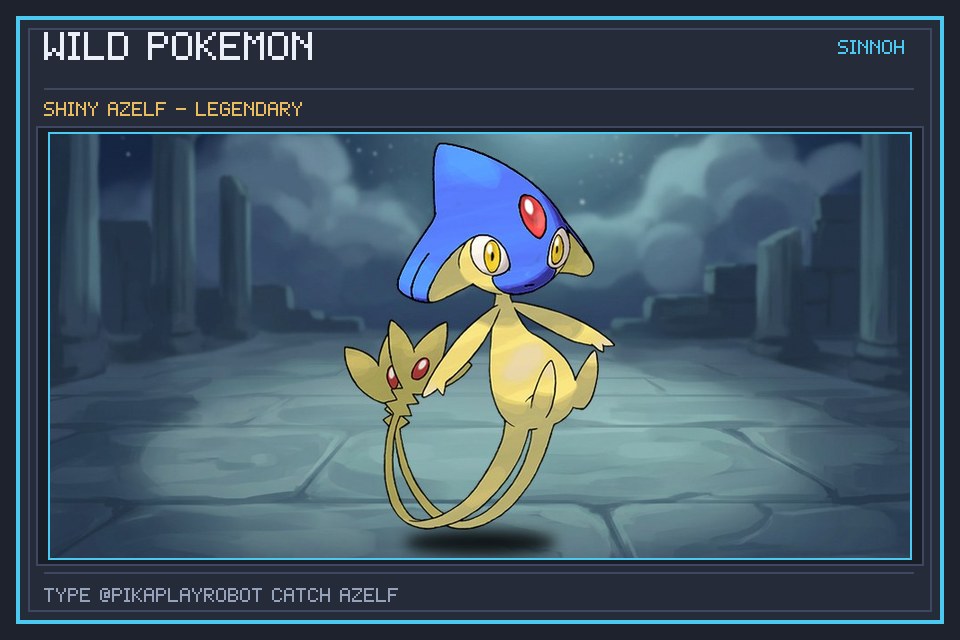 WILD POKEMON
SINNOH
SHINY AZELF - LEGENDARY
TYPE @PIKAPLAYROBOT CATCH AZELF